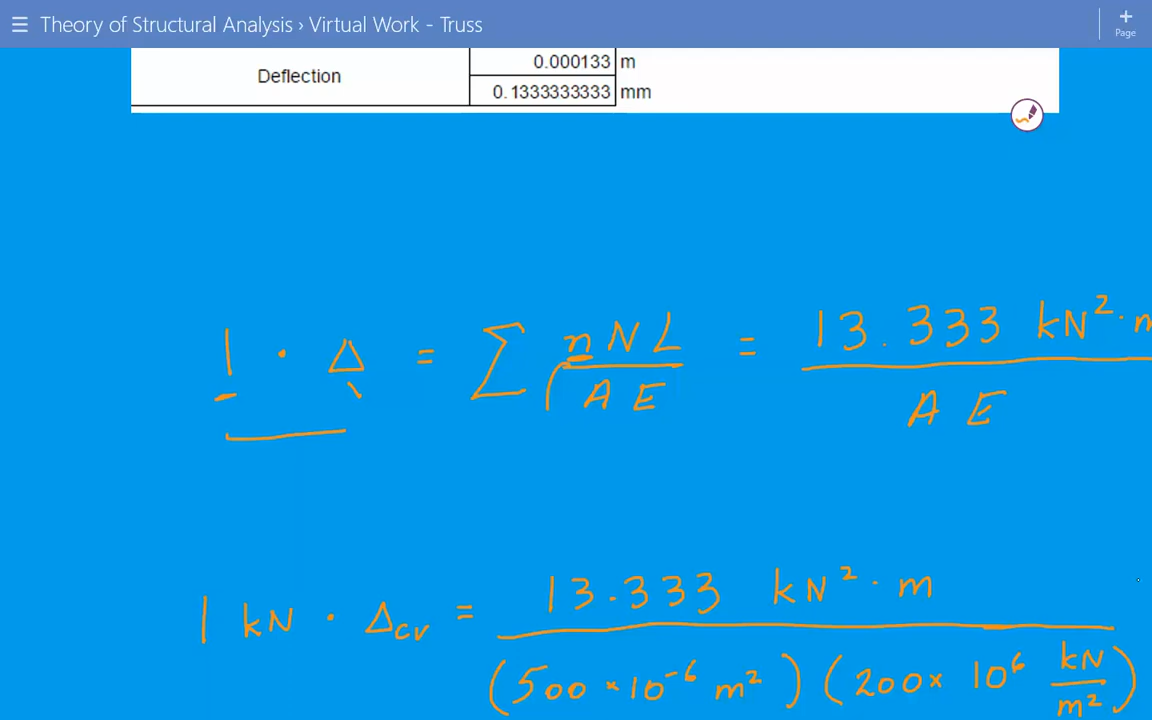 ☰ Theory of Structural Analysis › Virtual Work - Truss
+
Page
Deflection
0.000133 m
0.1333333333 mm
1 · Δ = Σ nNL / AE = 13.333 kN² · m / AE
1 kN · Δcv = 13.333 kN² · m / (500 × 10⁻⁶ m²) (200 × 10⁶ kN/m²)